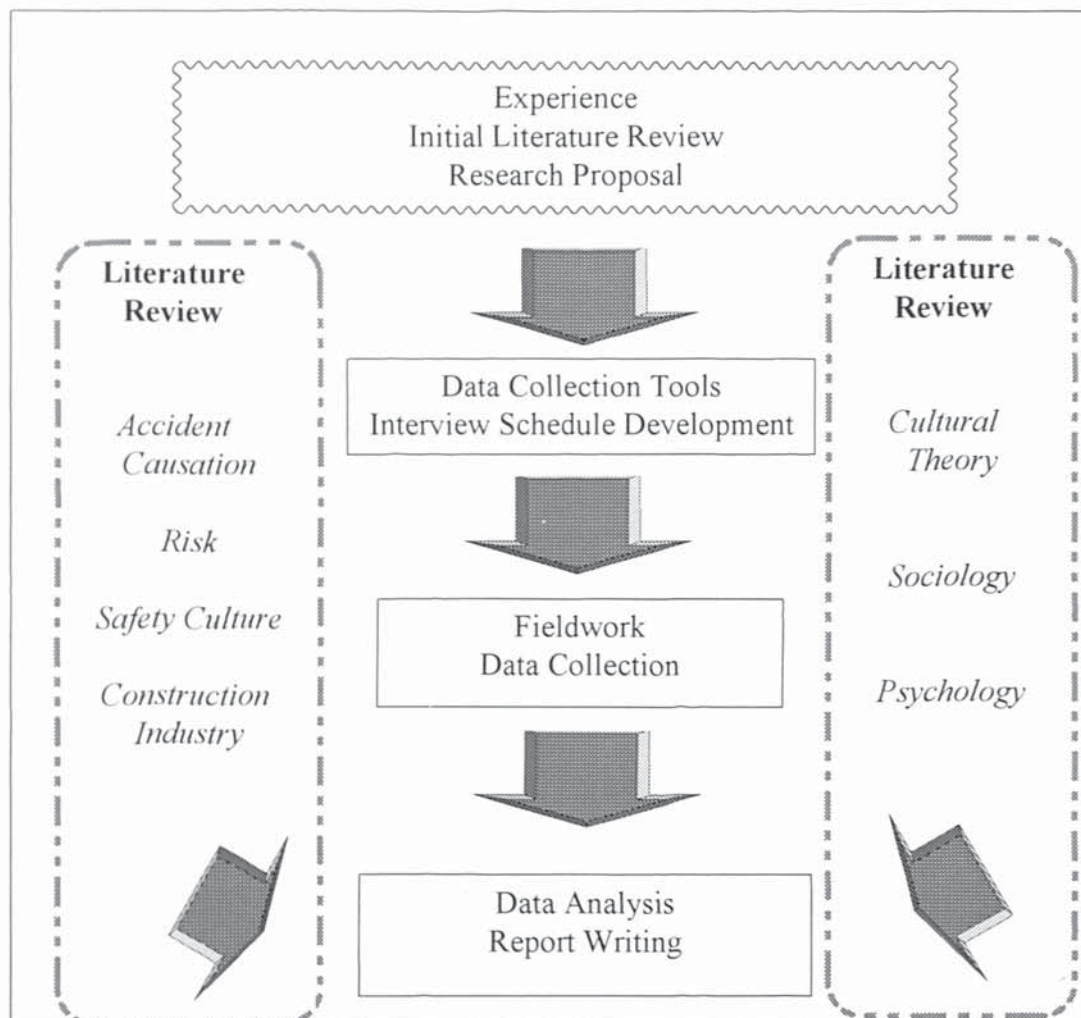 Experience
Initial Literature Review
Research Proposal
Literature
Review
Accident
Causation
Risk
Safety Culture
Construction
Industry
Data Collection Tools
Interview Schedule Development
Fieldwork
Data Collection
Data Analysis
Report Writing
Literature
Review
Cultural
Theory
Sociology
Psychology